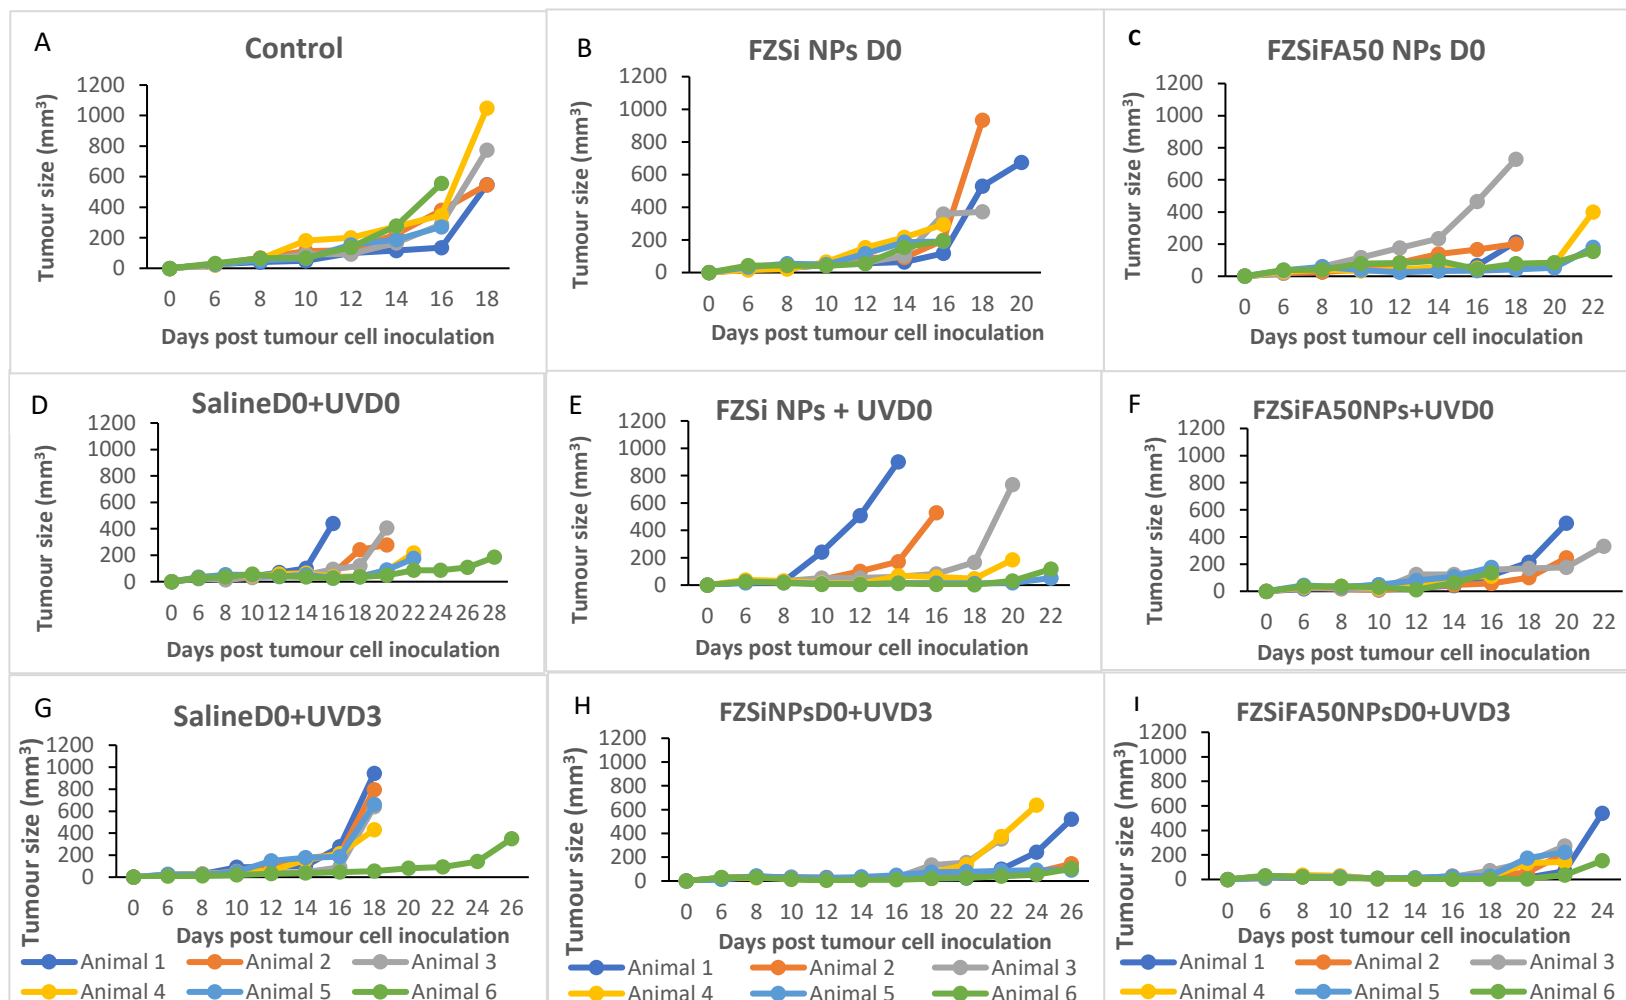 A
Control
Tumour size (mm³)
1200
1000
800
600
400
200
0
0 6 8 10 12 14 16 18
Days post tumour cell inoculation
B
FZSi NPs D0
Tumour size (mm³)
1200
1000
800
600
400
200
0
0 6 8 10 12 14 16 18 20
Days post tumour cell inoculation
C
FZSiFA50 NPs D0
Tumour size (mm³)
1200
1000
800
600
400
200
0
0 6 8 10 12 14 16 18 20 22
Days post tumour cell inoculation
D
SalineD0+UVD0
Tumour size (mm³)
1200
1000
800
600
400
200
0
0 6 8 10 12 14 16 18 20 22 24 26 28
Days post tumour cell inoculation
E
FZSi NPs + UVD0
Tumour size (mm³)
1200
1000
800
600
400
200
0
0 6 8 10 12 14 16 18 20 22
Days post tumour cell inoculation
F
FZSiFA50NPs+UVD0
Tumour size (mm³)
1200
1000
800
600
400
200
0
0 6 8 10 12 14 16 18 20 22
Days post tumour cell inoculation
G
SalineD0+UVD3
Tumour size (mm³)
1200
1000
800
600
400
200
0
0 6 8 10 12 14 16 18 20 22 24 26
Days post tumour cell inoculation
Animal 1 Animal 2 Animal 3
Animal 4 Animal 5 Animal 6
H
FZSiNPsD0+UVD3
Tumour size (mm³)
1200
1000
800
600
400
200
0
0 6 8 10 12 14 16 18 20 22 24 26
Days post tumour cell inoculation
Animal 1 Animal 2 Animal 3
Animal 4 Animal 5 Animal 6
I
FZSiFA50NPsD0+UVD3
Tumour size (mm³)
1200
1000
800
600
400
200
0
0 6 8 10 12 14 16 18 20 22 24
Days post tumour cell inoculation
Animal 1 Animal 2 Animal 3
Animal 4 Animal 5 Animal 6